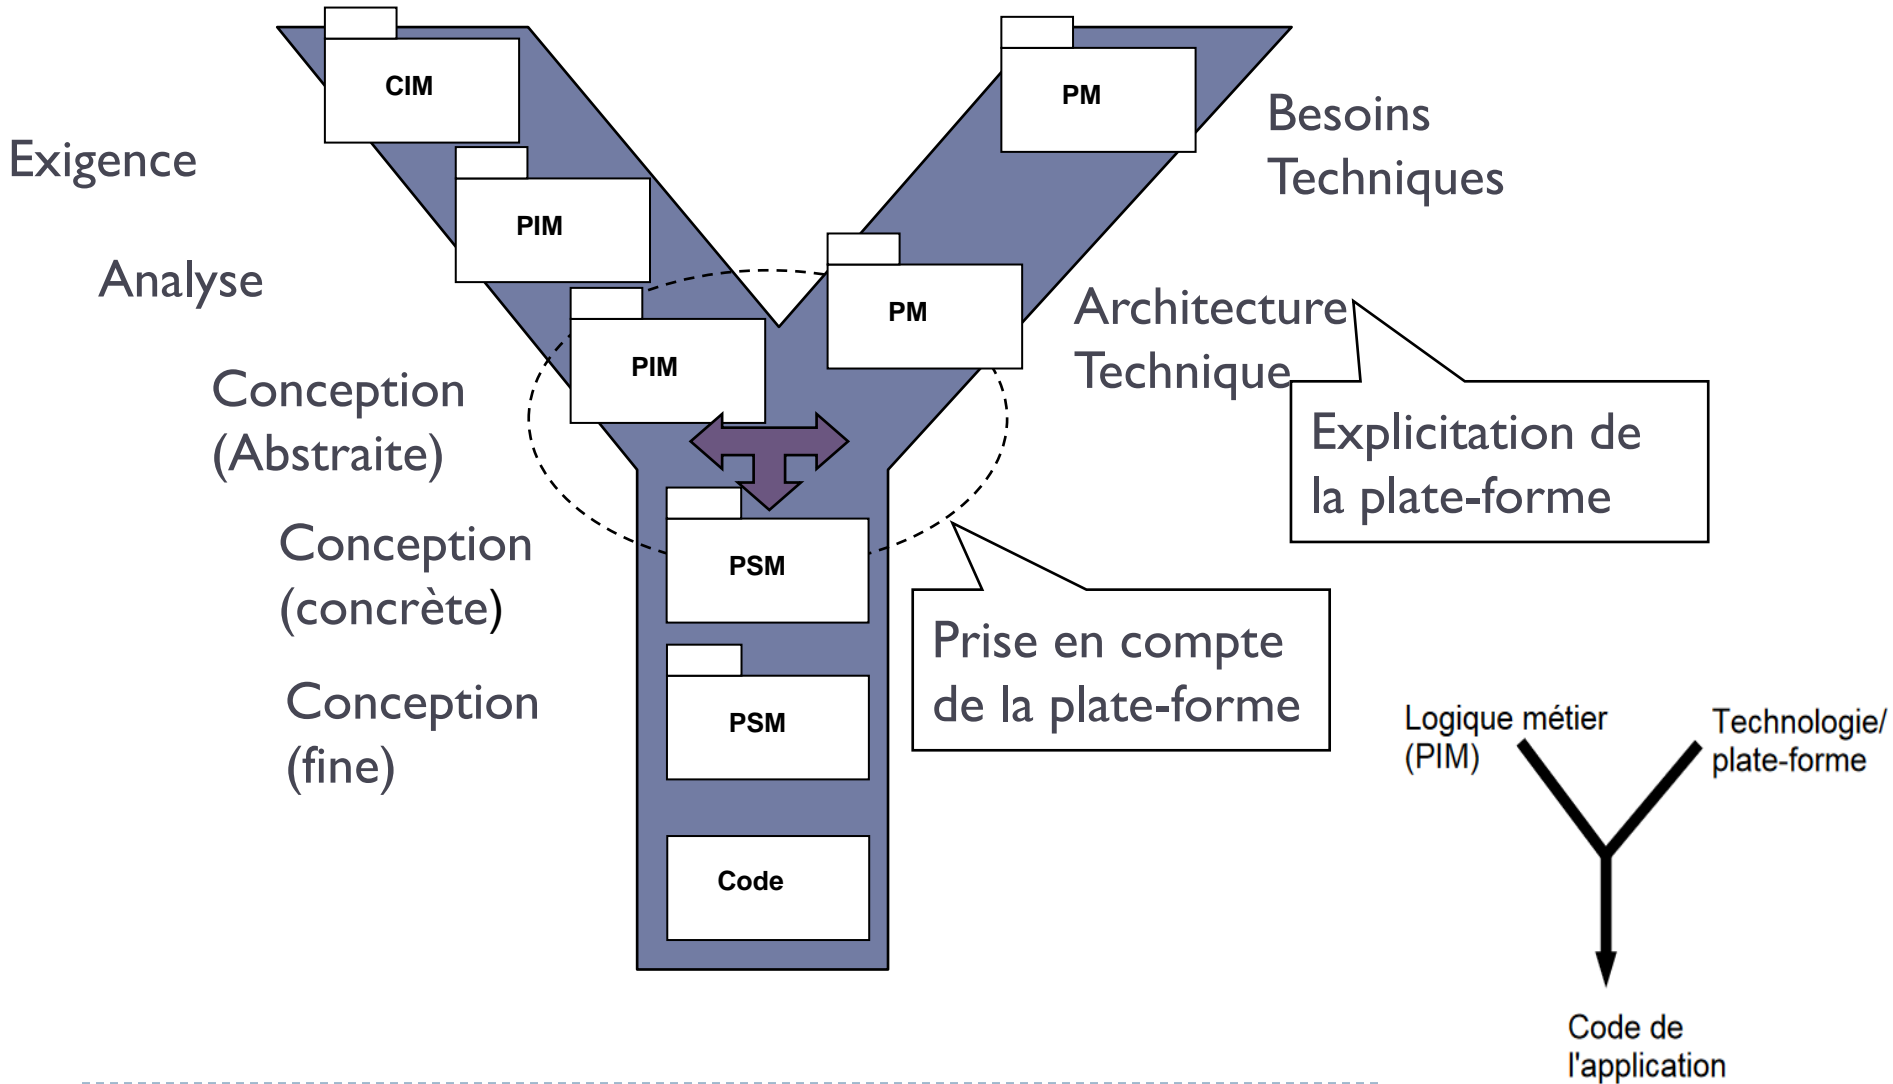 CIM
PM
Exigence
Besoins
Techniques
PIM
Analyse
PM
Architecture
Technique
PIM
Conception
(Abstraite)
Explicitation de
la plate-forme
Conception
(concrète)
PSM
Prise en compte
de la plate-forme
Conception
(fine)
PSM
Code
Logique métier
(PIM)
Technologie/
plate-forme
Code de
l'application